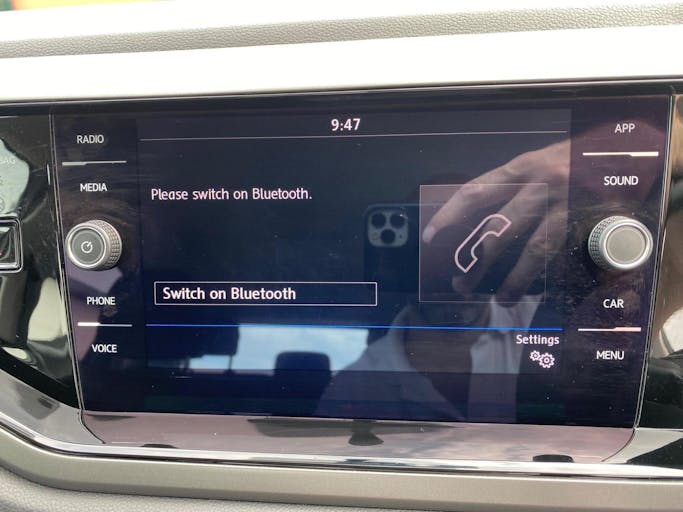 9:47
RADIO
MEDIA
PHONE
VOICE
Please switch on Bluetooth.
Switch on Bluetooth
Settings
APP
SOUND
CAR
MENU